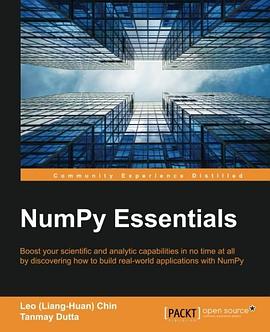 Community Experience Distilled
NumPy Essentials
Boost your scientific and analytic capabilities in no time at all
by discovering how to build real-world applications with NumPy
Leo (Liang-Huan) Chin
Tanmay Dutta
[PACKT] open source*
PUBLISHING